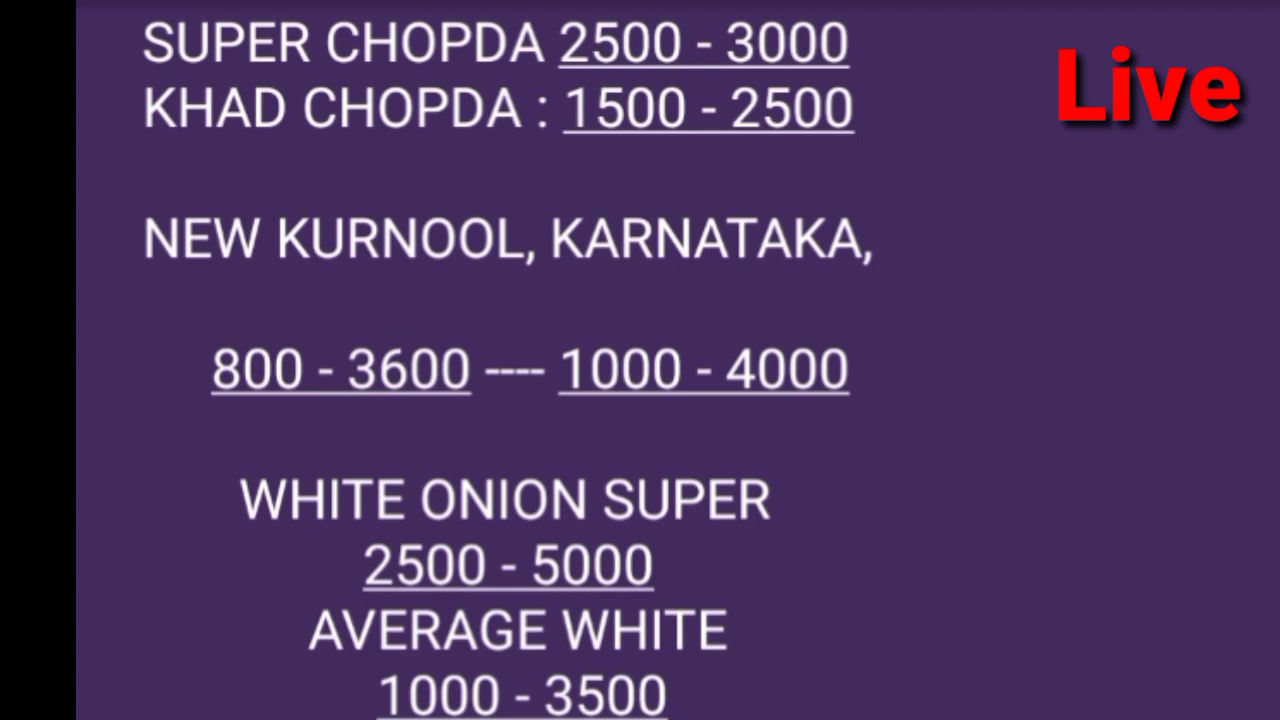 SUPER CHOPDA 2500 - 3000
Live
KHAD CHOPDA : 1500 - 2500
NEW KURNOOL, KARNATAKA,
800 - 3600 ---- 1000 - 4000
WHITE ONION SUPER
2500 - 5000
AVERAGE WHITE
1000 - 3500